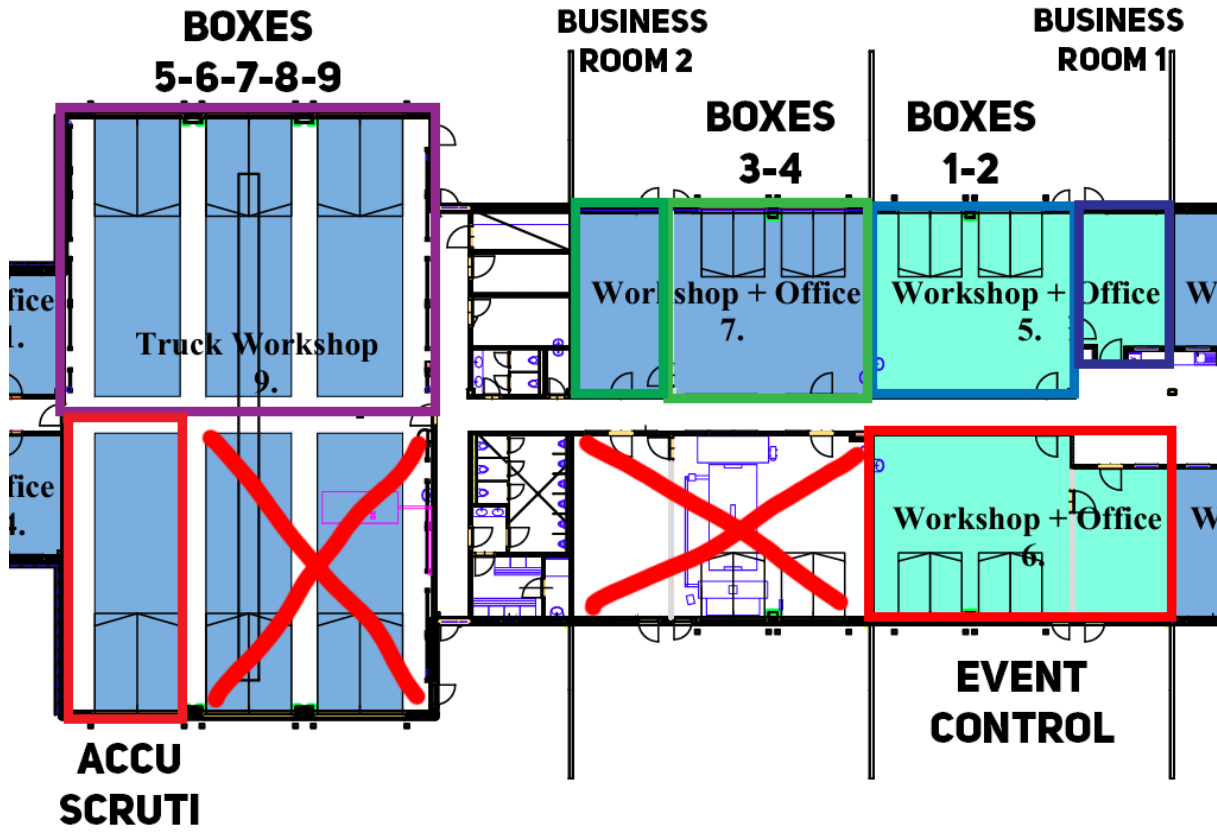 BOXES
5-6-7-8-9
BUSINESS
ROOM 2
BUSINESS
ROOM 1
BOXES
3-4
BOXES
1-2
ffice
1.
Truck Workshop
9.
Workshop + Office
7.
Workshop + Office
5.
W
ffice
4.
Workshop + Office
6.
W
ACCU
SCRUTI
EVENT
CONTROL